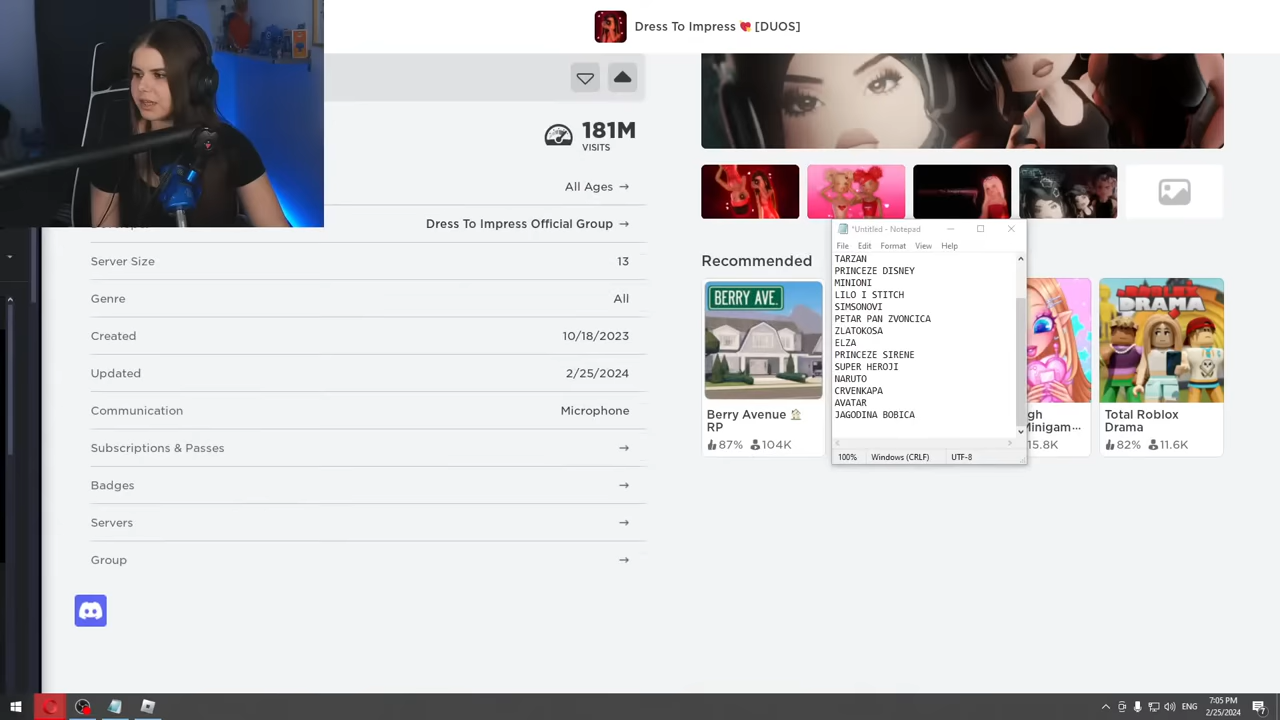 Dress To Impress 💘 [DUOS]
181M
VISITS
All Ages →
Dress To Impress Official Group →
Server Size 13
Genre All
Created 10/18/2023
Updated 2/25/2024
Communication Microphone
Subscriptions & Passes →
Badges →
Servers →
Group →
Recommended
BERRY AVE.
Berry Avenue 🏠
RP
87% 104K
*Untitled - Notepad
File Edit Format View Help
TARZAN
PRINCEZE DISNEY
MINIONI
LILO I STITCH
SIMSONOVI
PETAR PAN ZVONCICA
ZLATOKOSA
ELZA
PRINCEZE SIRENE
SUPER HEROJI
NARUTO
CRVENKAPA
AVATAR
JAGODINA BOBICA
100% Windows (CRLF) UTF-8
15.8K
ROBLOX
DRAMA
Total Roblox
Drama
82% 11.6K
ENG
7:05 PM
2/25/2024